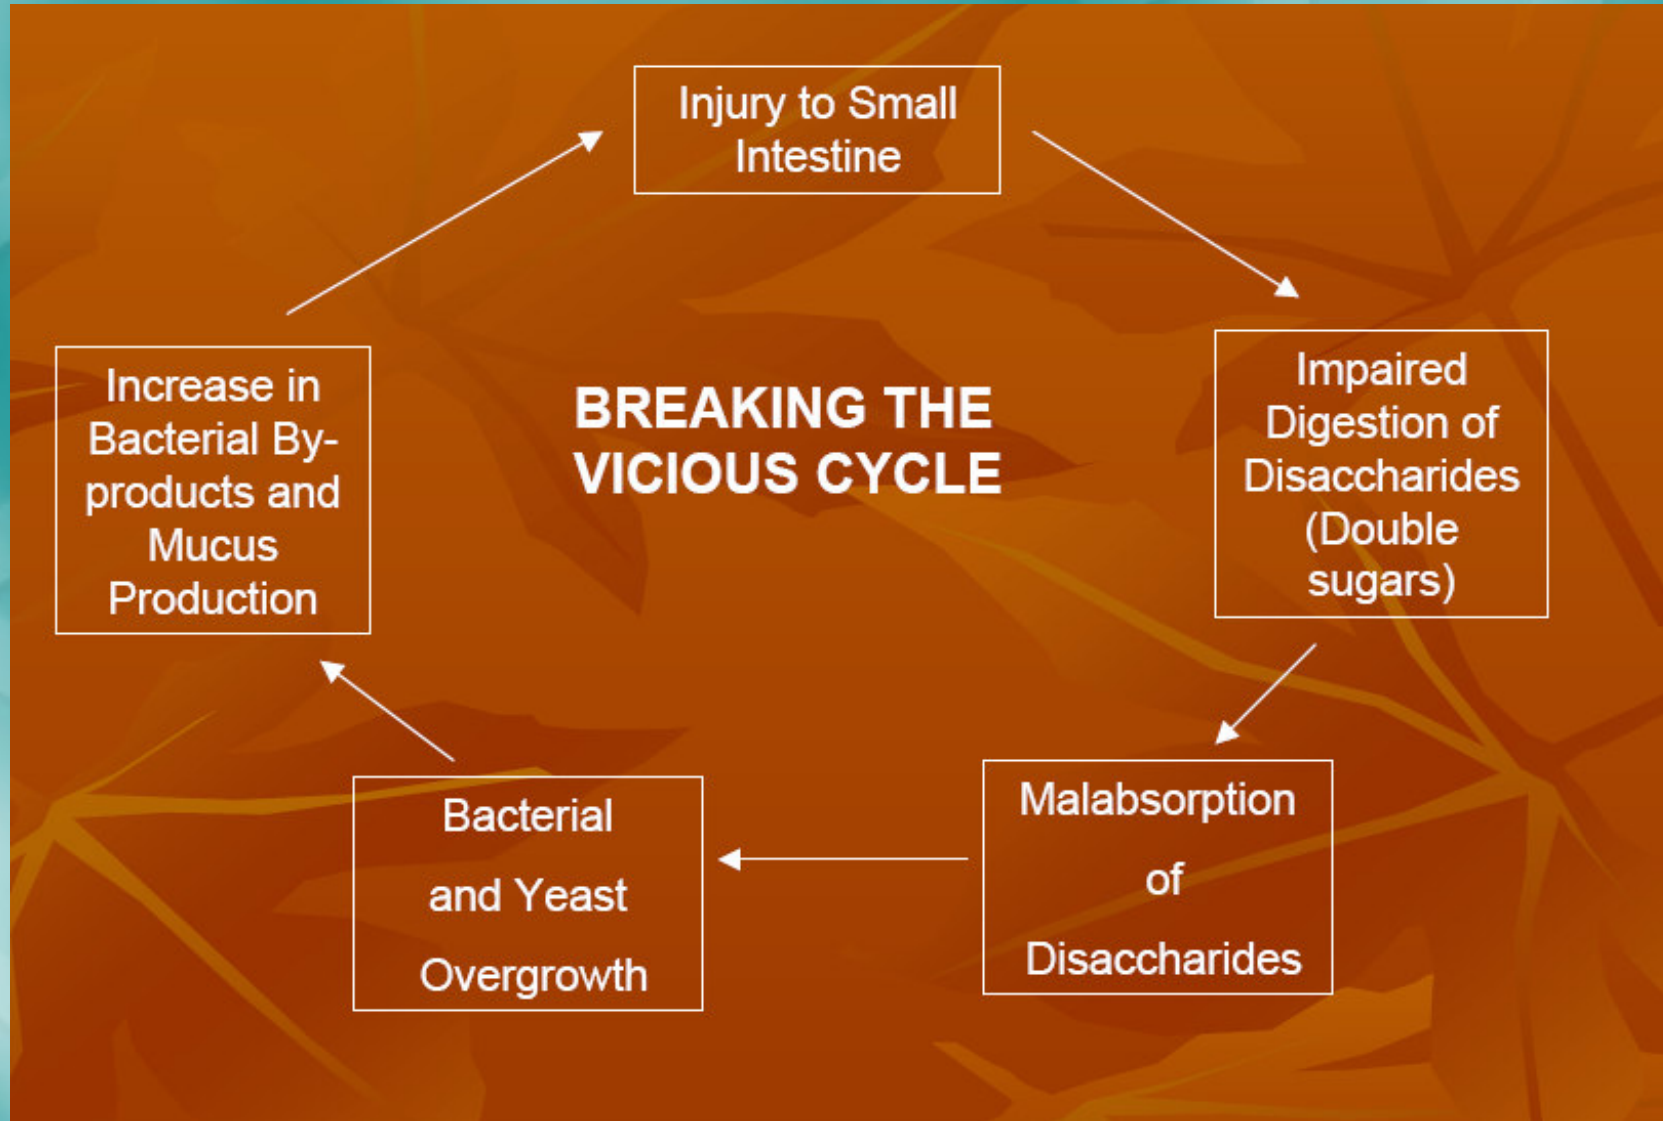 Injury to Small
Intestine
Impaired
Digestion of
Disaccharides
(Double
sugars)
Malabsorption
of
Disaccharides
Bacterial
and Yeast
Overgrowth
Increase in
Bacterial By-
products and
Mucus
Production
BREAKING THE
VICIOUS CYCLE